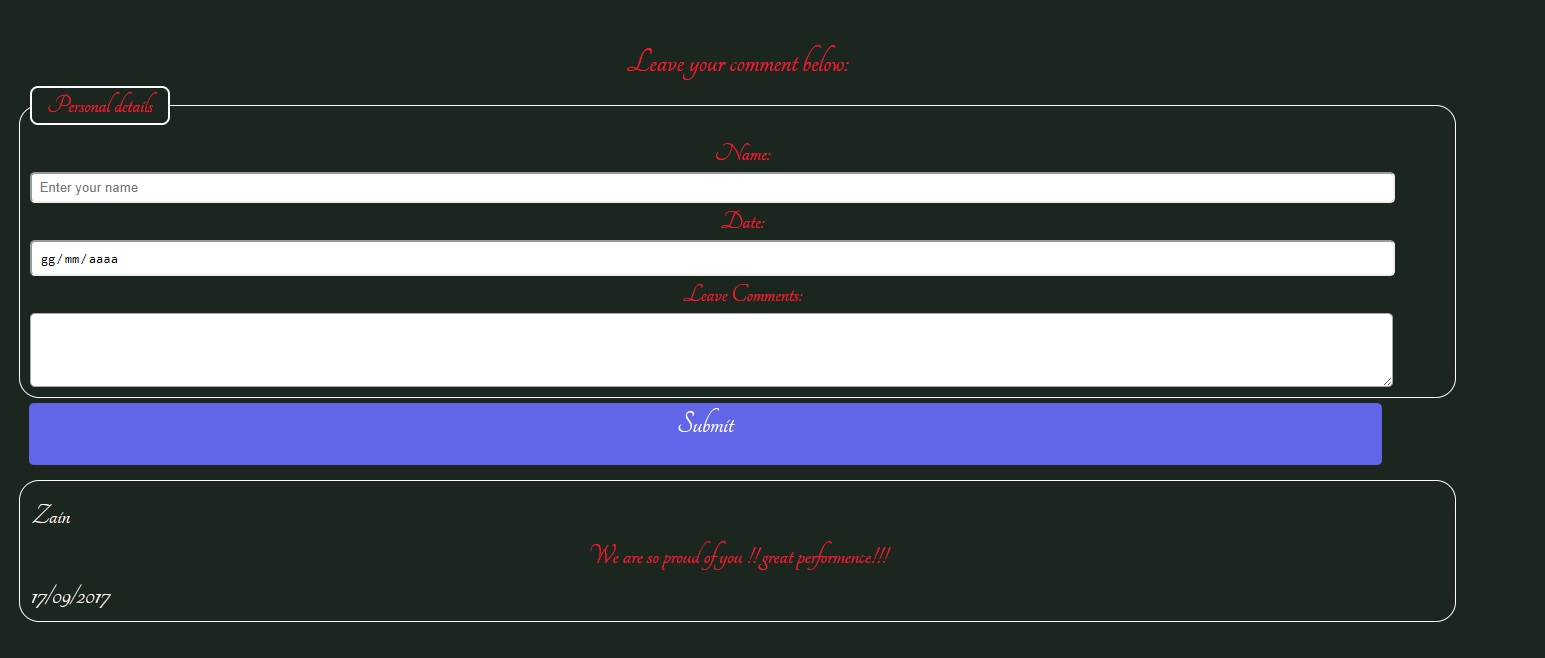 Leave your comment below:
Personal details
Name:
Enter your name
Date:
gg/mm/aaaa
Leave Comments:
Submit
Zain
We are so proud of you !! great performence!!!
17/09/2017